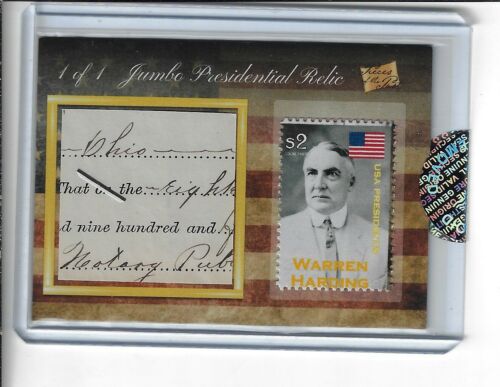 1 of 1 Jumbo Presidential Relic
Pieces
of the Past
Ohio
That on the Eighth
d nine hundred and
Notary Pub
$2
USA PRESIDENTS
WARREN
HARDING